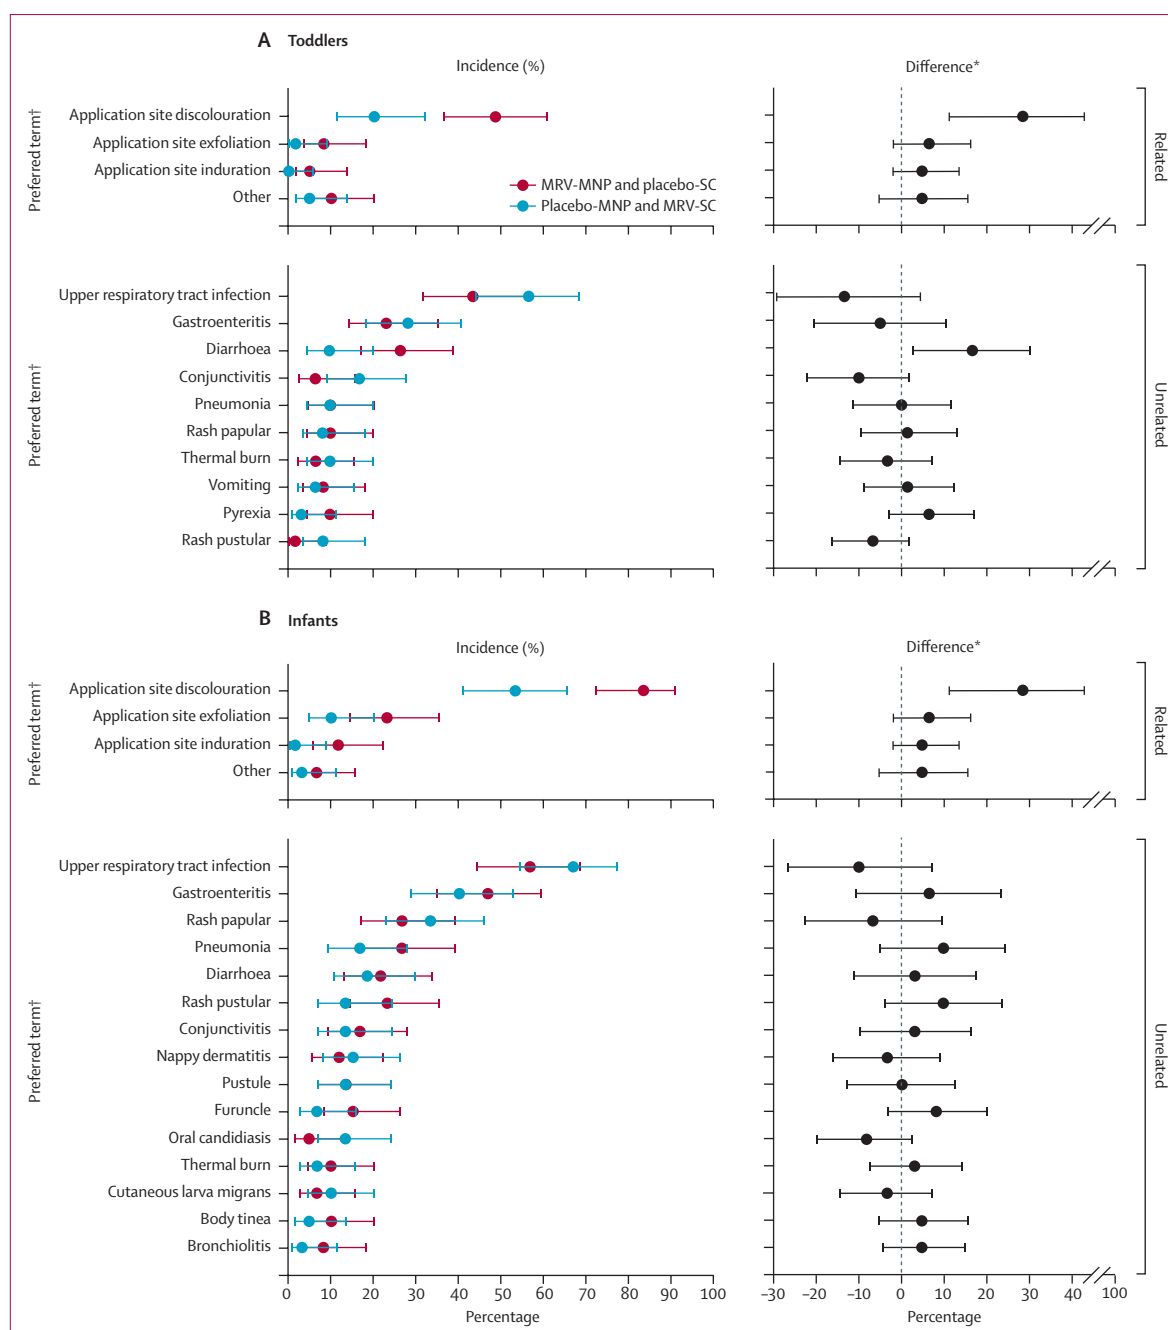 A Toddlers
Incidence (%)
Difference*
Preferred term†
Application site discolouration
Application site exfoliation
Application site induration
Other
MRV-MNP and placebo-SC
Placebo-MNP and MRV-SC
Related
Preferred term†
Upper respiratory tract infection
Gastroenteritis
Diarrhoea
Conjunctivitis
Pneumonia
Rash papular
Thermal burn
Vomiting
Pyrexia
Rash pustular
Unrelated
B Infants
Incidence (%)
Difference*
Preferred term†
Application site discolouration
Application site exfoliation
Application site induration
Other
Related
Preferred term†
Upper respiratory tract infection
Gastroenteritis
Rash papular
Pneumonia
Diarrhoea
Rash pustular
Conjunctivitis
Nappy dermatitis
Pustule
Furuncle
Oral candidiasis
Thermal burn
Cutaneous larva migrans
Body tinea
Bronchiolitis
Unrelated
0 10 20 30 40 50 60 70 80 90 100
Percentage
–30 –20 –10 0 10 20 30 40 100
Percentage